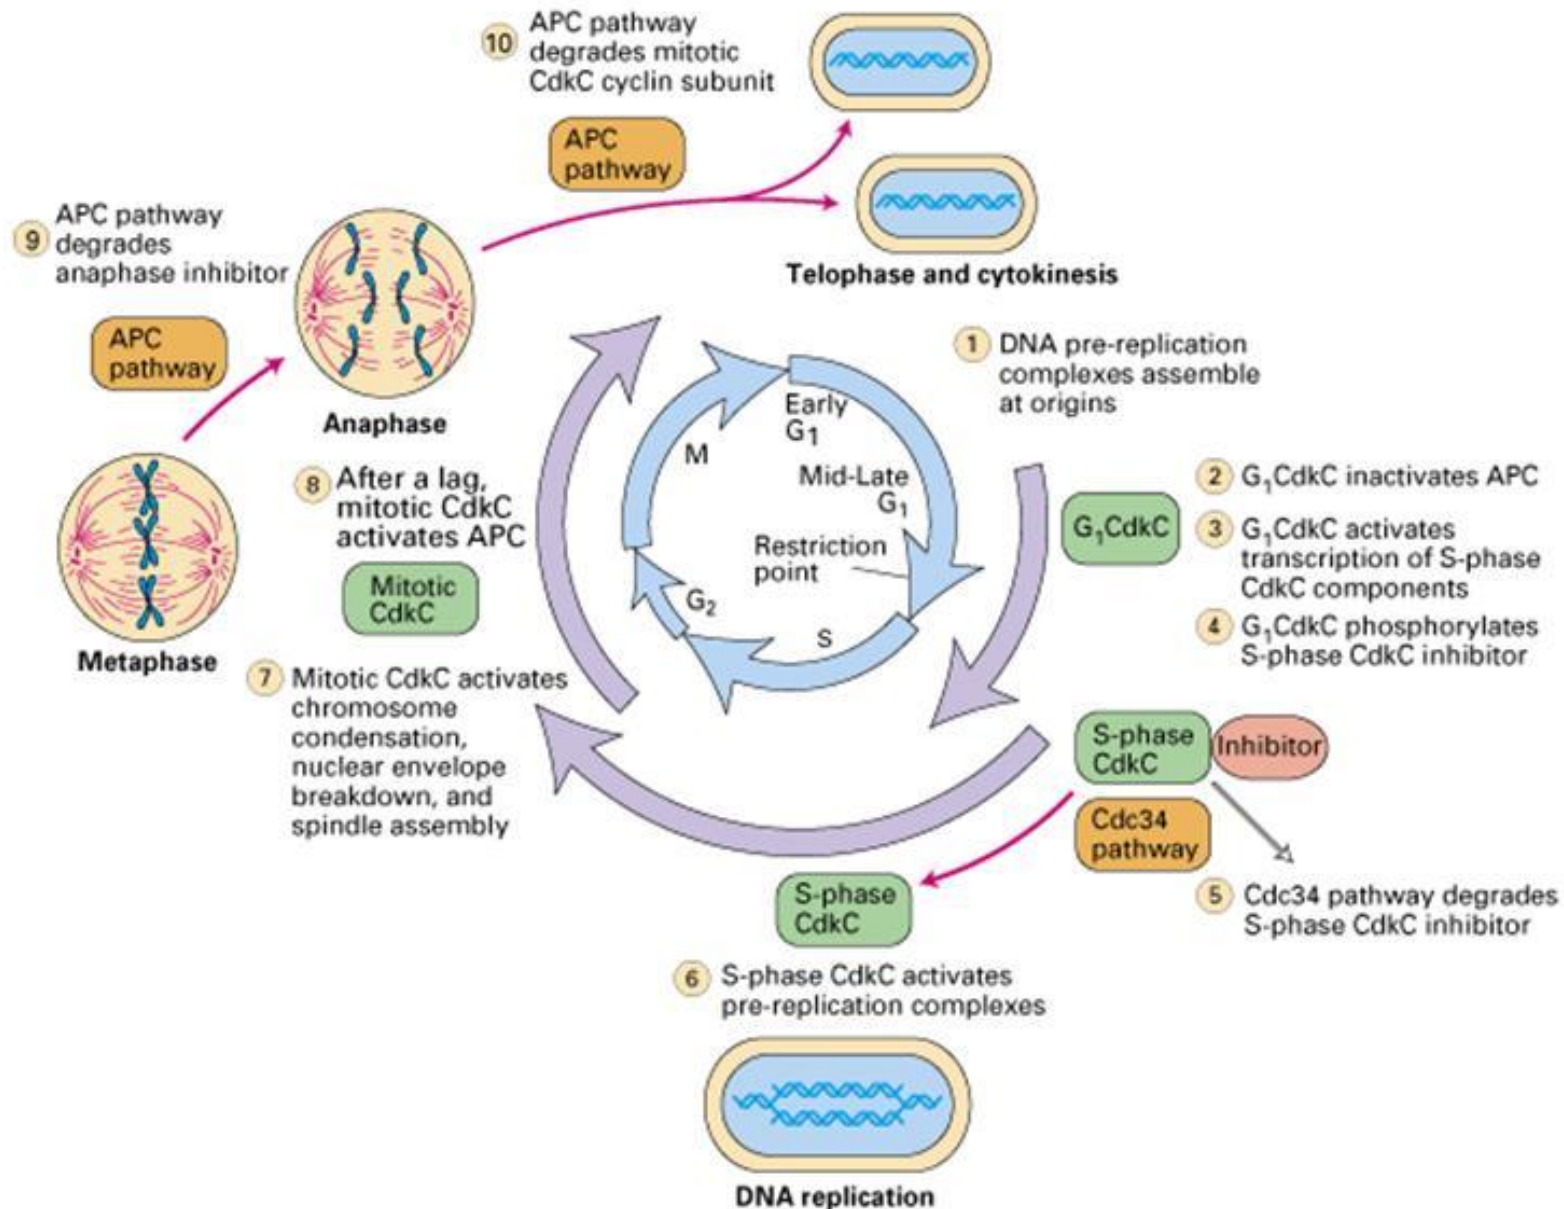 10 APC pathway
degrades mitotic
CdkC cyclin subunit
APC
pathway
Telophase and cytokinesis
9 APC pathway
degrades
anaphase inhibitor
APC
pathway
Anaphase
Metaphase
1 DNA pre-replication
complexes assemble
at origins
Early
G₁
Mid-Late
G₁
Restriction
point
S
G₂
M
2 G₁CdkC inactivates APC
G₁CdkC
3 G₁CdkC activates
transcription of S-phase
CdkC components
4 G₁CdkC phosphorylates
S-phase CdkC inhibitor
S-phase
CdkC
Inhibitor
Cdc34
pathway
5 Cdc34 pathway degrades
S-phase CdkC inhibitor
S-phase
CdkC
6 S-phase CdkC activates
pre-replication complexes
DNA replication
8 After a lag,
mitotic CdkC
activates APC
Mitotic
CdkC
7 Mitotic CdkC activates
chromosome
condensation,
nuclear envelope
breakdown, and
spindle assembly